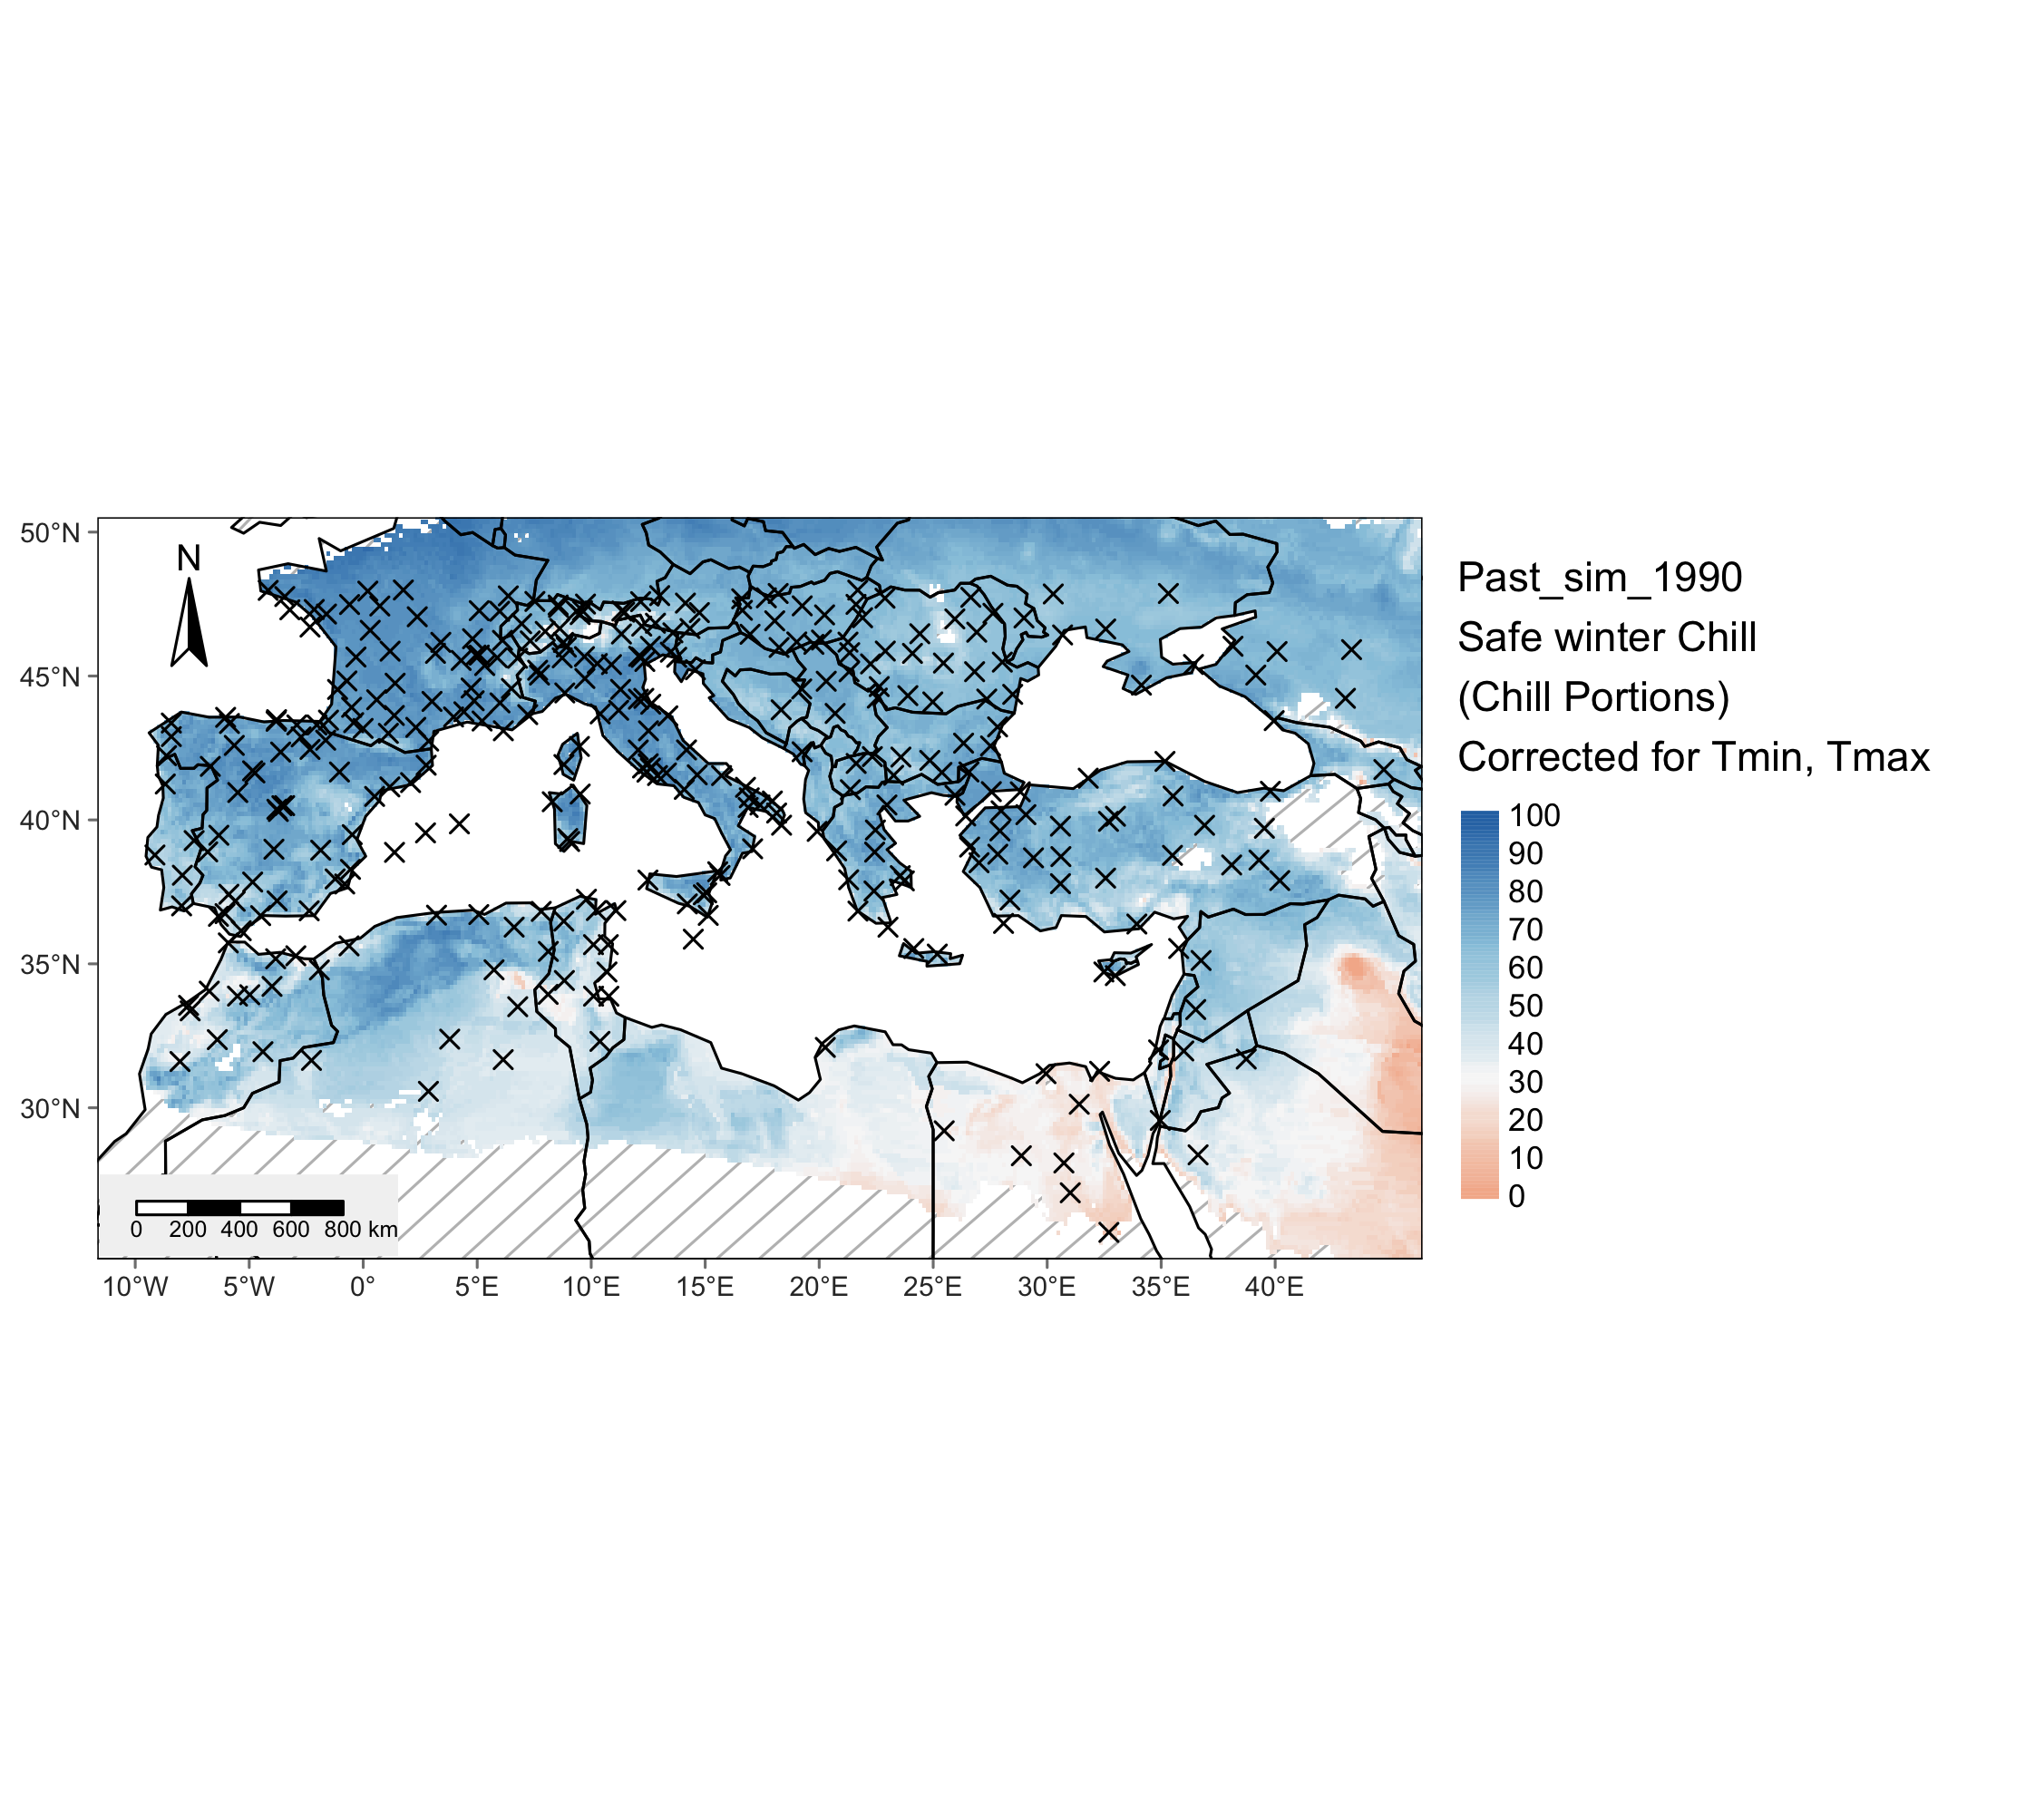 50°N
45°N
40°N
35°N
30°N
N
0 200 400 600 800 km
10°W 5°W 0° 5°E 10°E 15°E 20°E 25°E 30°E 35°E 40°E
Past_sim_1990
Safe winter Chill
(Chill Portions)
Corrected for Tmin, Tmax
100
90
80
70
60
50
40
30
20
10
0